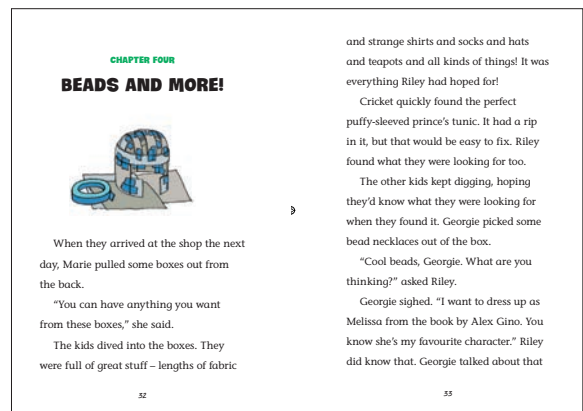 CHAPTER FOUR
BEADS AND MORE!
When they arrived at the shop the next
day, Marie pulled some boxes out from
the back.
“You can have anything you want
from these boxes,” she said.
The kids dived into the boxes. They
were full of great stuff – lengths of fabric
32
and strange shirts and socks and hats
and teapots and all kinds of things! It was
everything Riley had hoped for!
Cricket quickly found the perfect
puffy-sleeved prince’s tunic. It had a rip
in it, but that would be easy to fix. Riley
found what they were looking for too.
The other kids kept digging, hoping
they’d know what they were looking for
when they found it. Georgie picked some
bead necklaces out of the box.
“Cool beads, Georgie. What are you
thinking?” asked Riley.
Georgie sighed. “I want to dress up as
Melissa from the book by Alex Gino. You
know she’s my favourite character.” Riley
did know that. Georgie talked about that
33